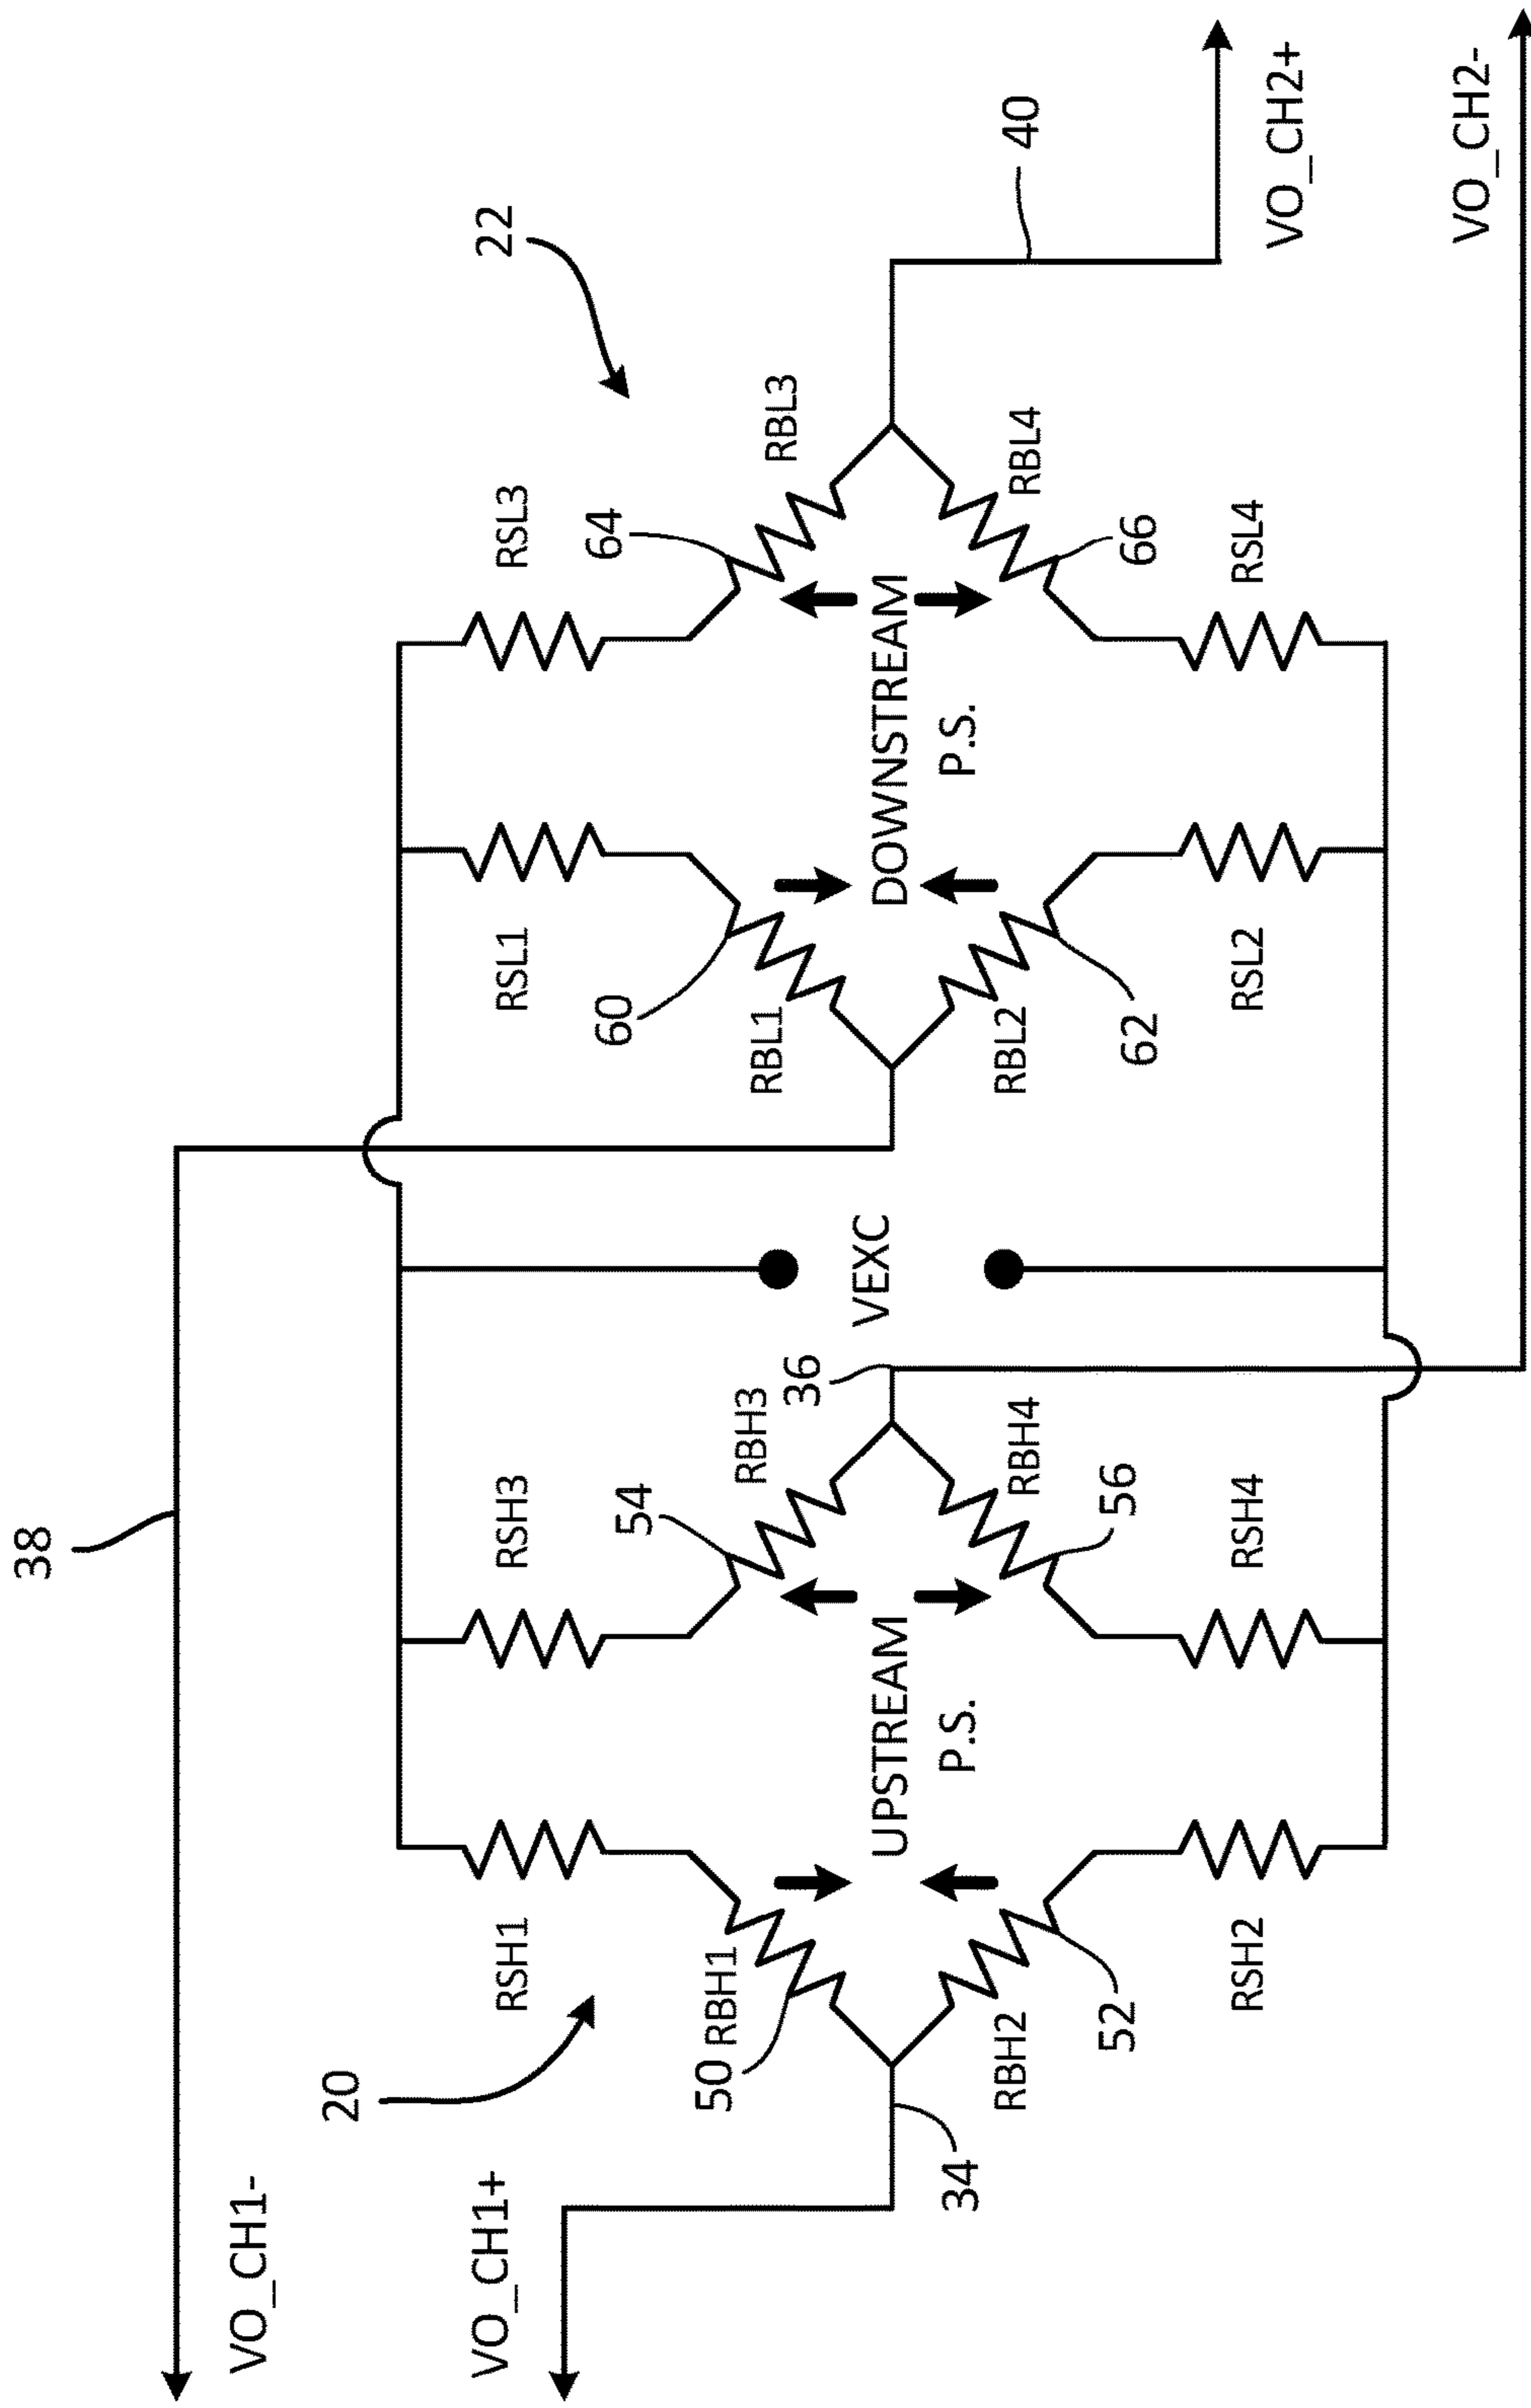 38
VO_CH1-
VO_CH1+
20
22
RSH1
RSH3
RSL1
RSL3
50
RBH1
54
RBH3
60
RBL1
64
RBL3
34
UPSTREAM
P.S.
36
VEXC
DOWNSTREAM
P.S.
40
RBH2
52
RBH4
56
RBL2
62
RBL4
66
RSH2
RSH4
RSL2
RSL4
VO_CH2+
VO_CH2-